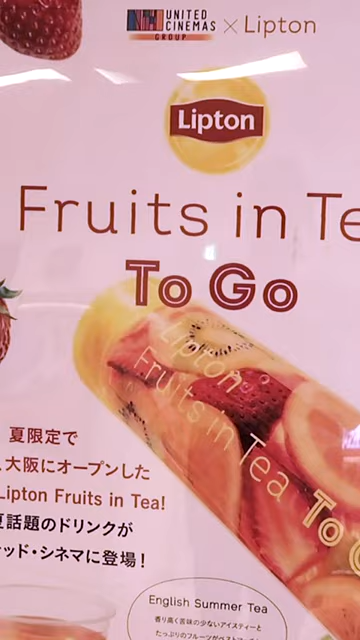 UNITED CINEMAS GROUP × Lipton
Lipton
Fruits in Te
To Go
Lipton
Fruits in Tea
To G
夏限定で
大阪にオープンした
Lipton Fruits in Tea!
夏話題のドリンクが
ッド・シネマに登場!
English Summer Tea
香り高く苦味の少ないアイスティーと
たっぷりのフルーツがベスト